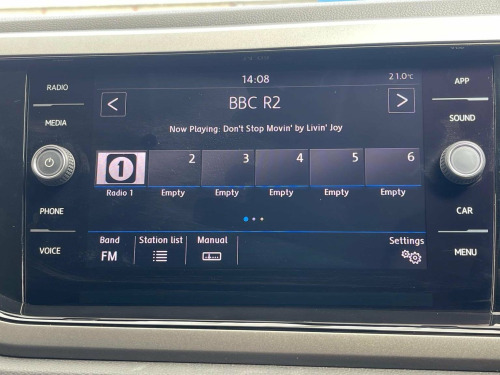 14:08
21.0°C
RADIO
APP
BBC R2
MEDIA
SOUND
Now Playing: Don't Stop Movin' by Livin' Joy
1 2 3 4 5 6
Radio 1 Empty Empty Empty Empty Empty
PHONE
CAR
Band Station list Manual Settings
FM
VOICE
MENU